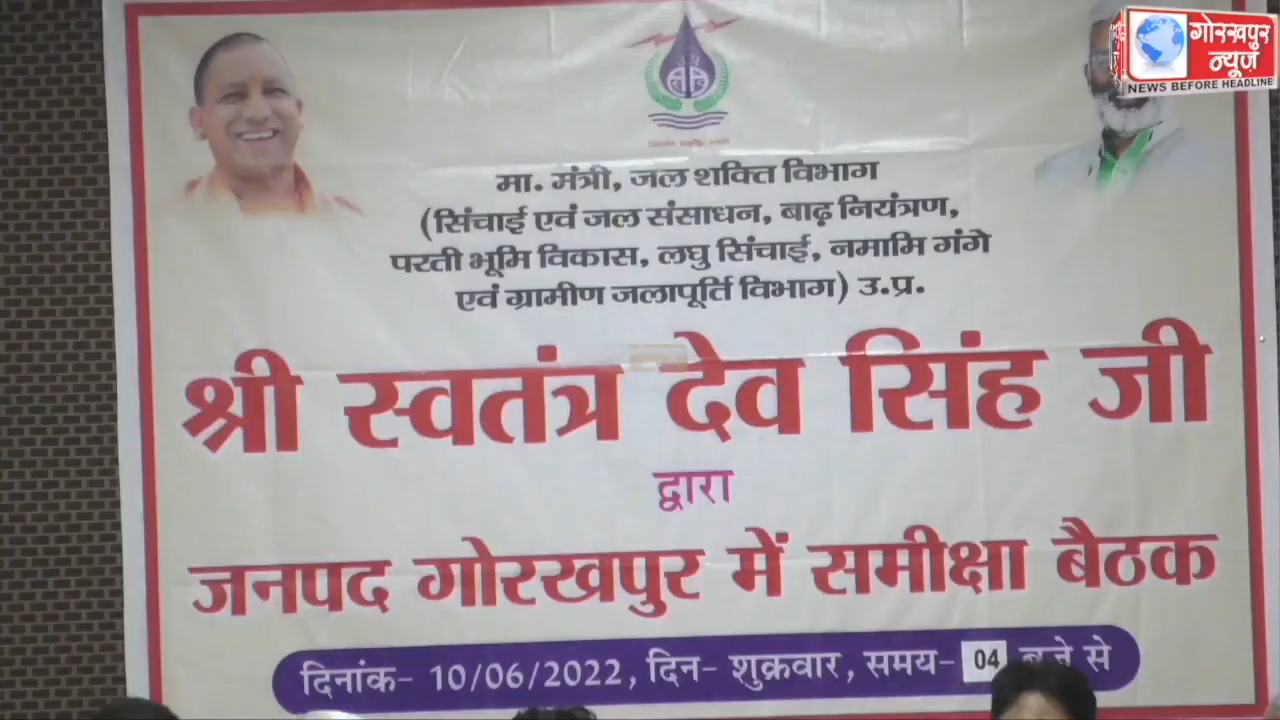 गोरखपुर
न्यूज़
NEWS BEFORE HEADLINE
मा. मंत्री, जल शक्ति विभाग
(सिंचाई एवं जल संसाधन, बाढ़ नियंत्रण,
परती भूमि विकास, लघु सिंचाई, नमामि गंगे
एवं ग्रामीण जलापूर्ति विभाग) उ.प्र.
श्री स्वतंत्र देव सिंह जी
द्वारा
जनपद गोरखपुर में समीक्षा बैठक
दिनांक- 10/06/2022, दिन- शुक्रवार, समय- 04 बजे से